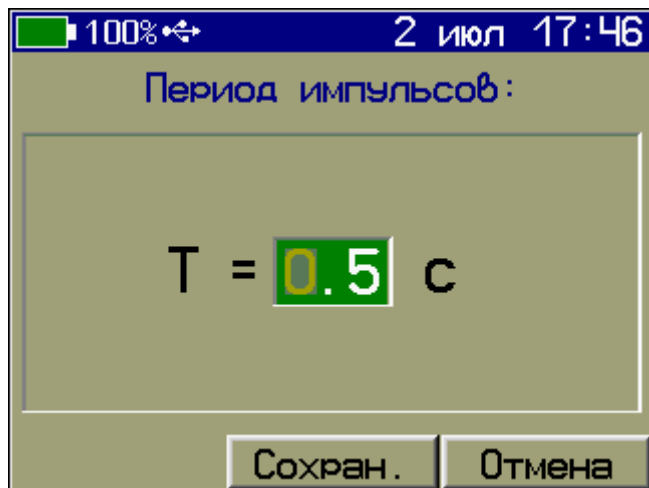 100% 2 июл 17:46
Период импульсов:
T = 0.5 с
Сохран. Отмена